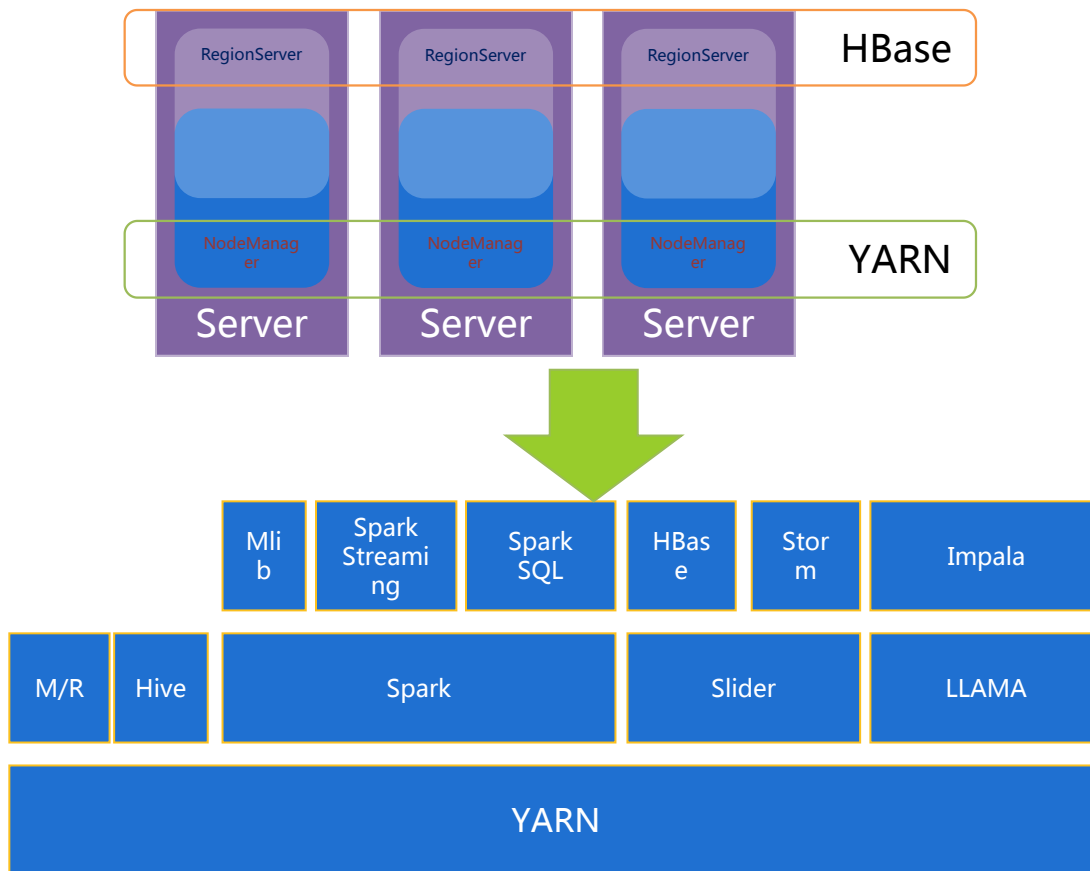 RegionServer
RegionServer
RegionServer
HBase
NodeManag
er
NodeManag
er
NodeManag
er
YARN
Server
Server
Server
Mli
b
Spark
Streami
ng
Spark
SQL
HBas
e
Stor
m
Impala
M/R
Hive
Spark
Slider
LLAMA
YARN